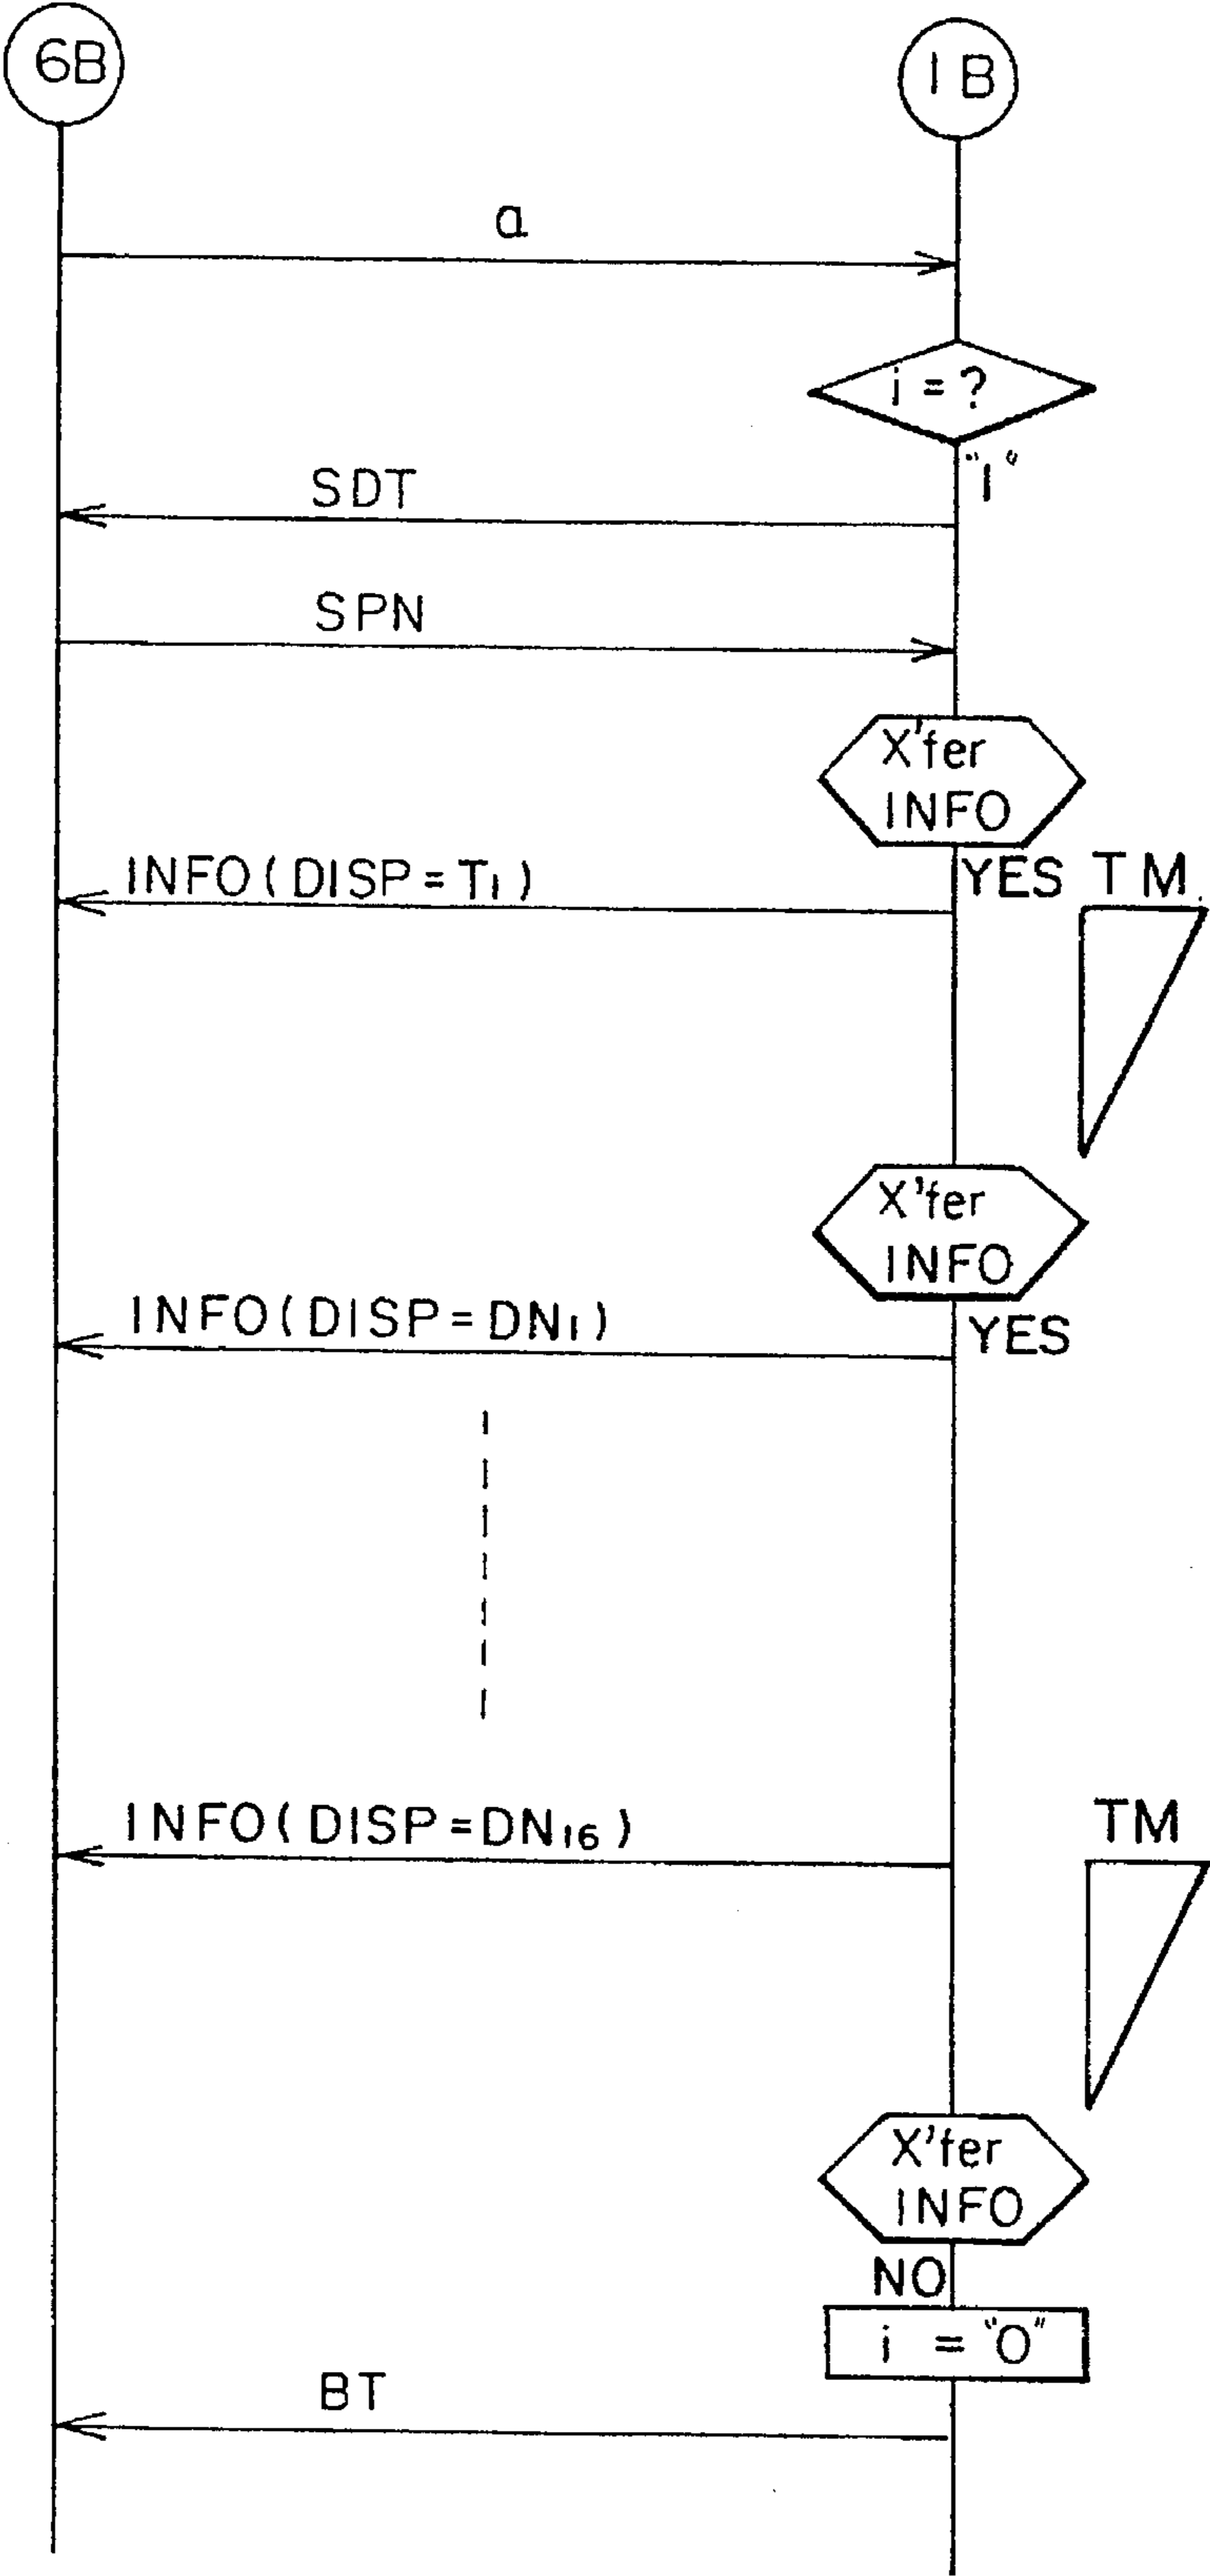 6B
1B
a
i = ?
"1"
SDT
SPN
X'fer
INFO
INFO(DISP=T1)
YES
TM
X'fer
INFO
INFO(DISP=DN1)
YES
INFO(DISP=DN16)
TM
X'fer
INFO
NO
i = "0"
BT